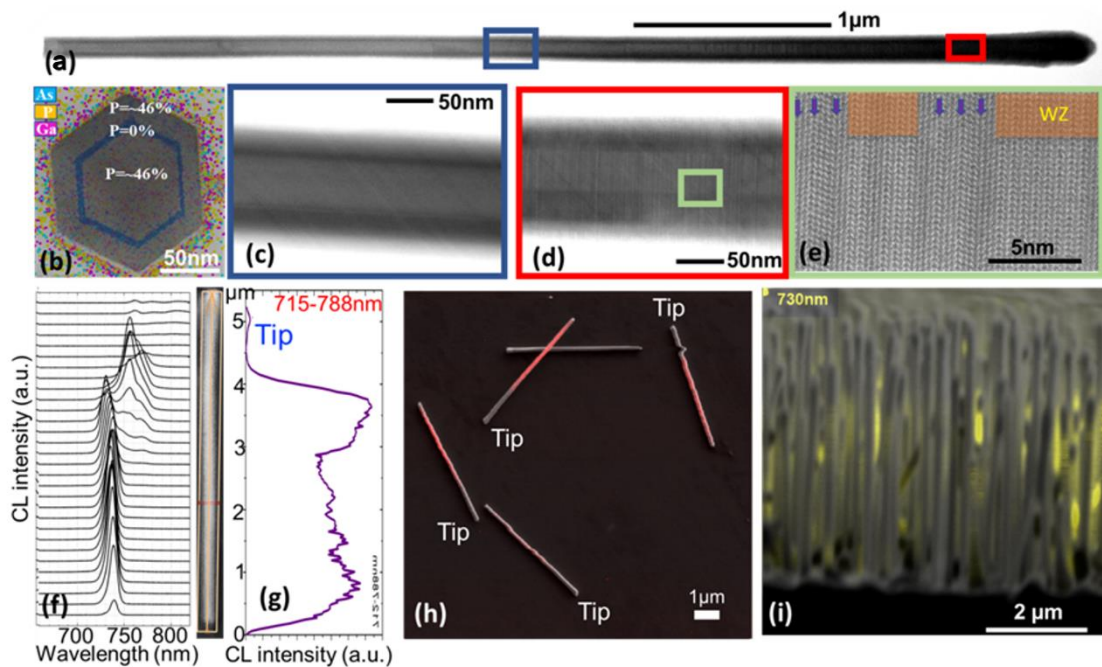 (a)
1µm
As
P
Ga
P=~46%
P=0%
P=~46%
(b)
50nm
50nm
(c)
(d)
50nm
WZ
(e)
5nm
CL intensity (a.u.)
(f)
700
750
800
Wavelength (nm)
µm
5
4
3
2
1
0
715-788nm
Tip
(g)
715-788nm
CL intensity (a.u.)
Tip
Tip
Tip
Tip
(h)
1µm
730nm
(i)
2 µm